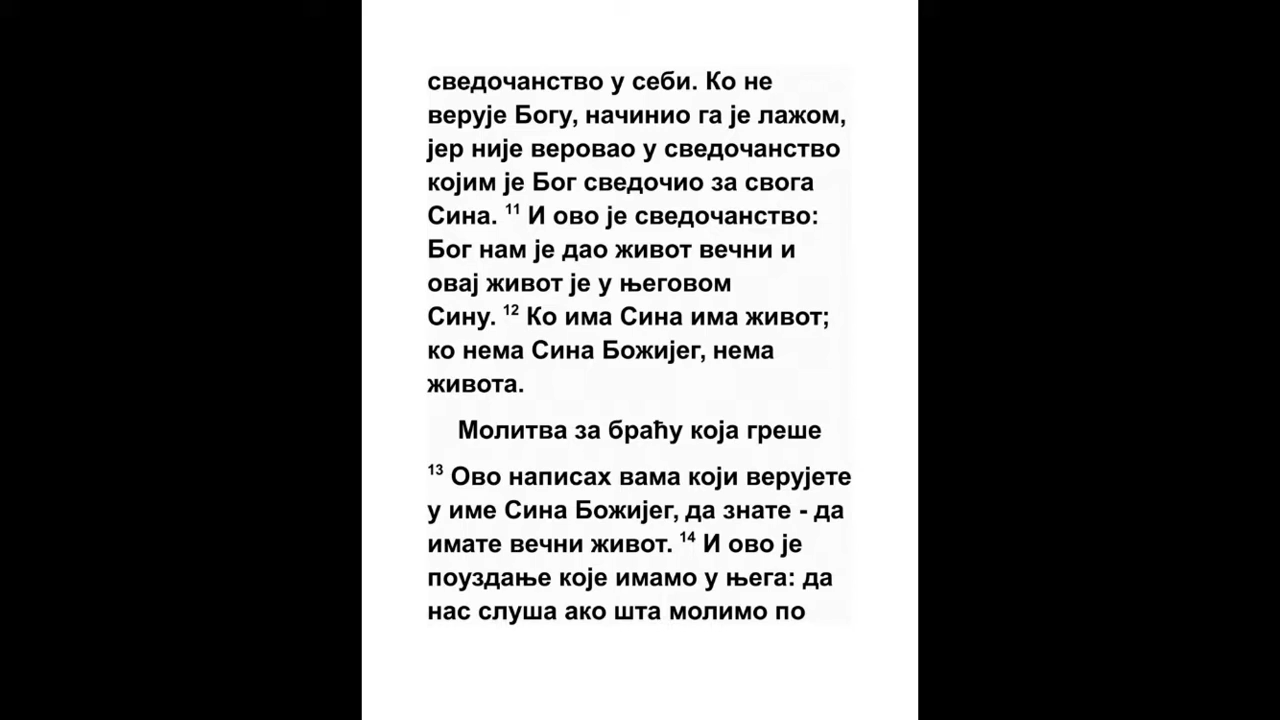 сведочанство у себи. Ко не
верује Богу, начинио га је лажом,
јер није веровао у сведочанство
којим је Бог сведочио за свога
Сина. ¹¹ И ово је сведочанство:
Бог нам је дао живот вечни и
овај живот је у његовом
Сину. ¹² Ко има Сина има живот;
ко нема Сина Божијег, нема
живота.
Молитва за браћу која греше
¹³ Ово написах вама који верујете
у име Сина Божијег, да знате - да
имате вечни живот. ¹⁴ И ово је
поуздање које имамо у њега: да
нас слуша ако шта молимо по